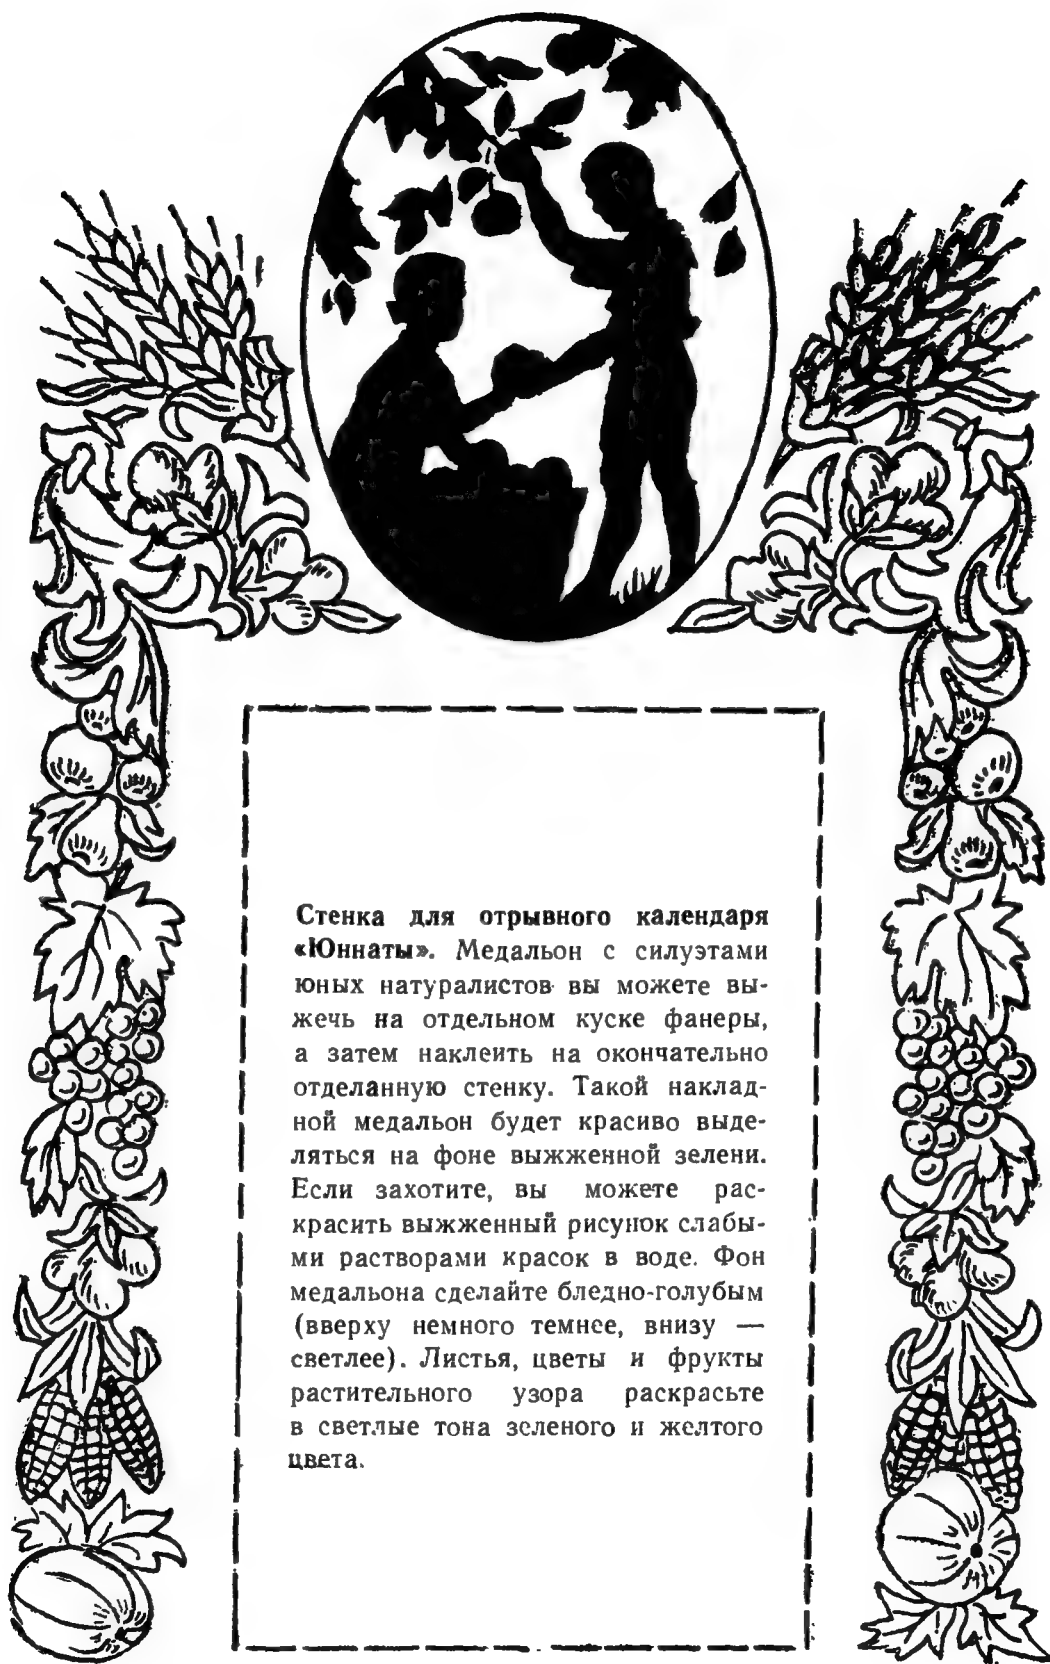 Стенка для отрывного календаря
«Юннаты». Медальон с силуэтами
юных натуралистов вы можете вы-
жечь на отдельном куске фанеры,
а затем наклеить на окончательно
отделанную стенку. Такой наклад-
ной медальон будет красиво выде-
ляться на фоне выжженной зелени.
Если захотите, вы можете рас-
красить выжженный рисунок слабы-
ми растворами красок в воде. Фон
медальона сделайте бледно-голубым
(вверху немного темнее, внизу —
светлее). Листья, цветы и фрукты
растительного узора раскрасьте
в светлые тона зеленого и желтого
цвета.